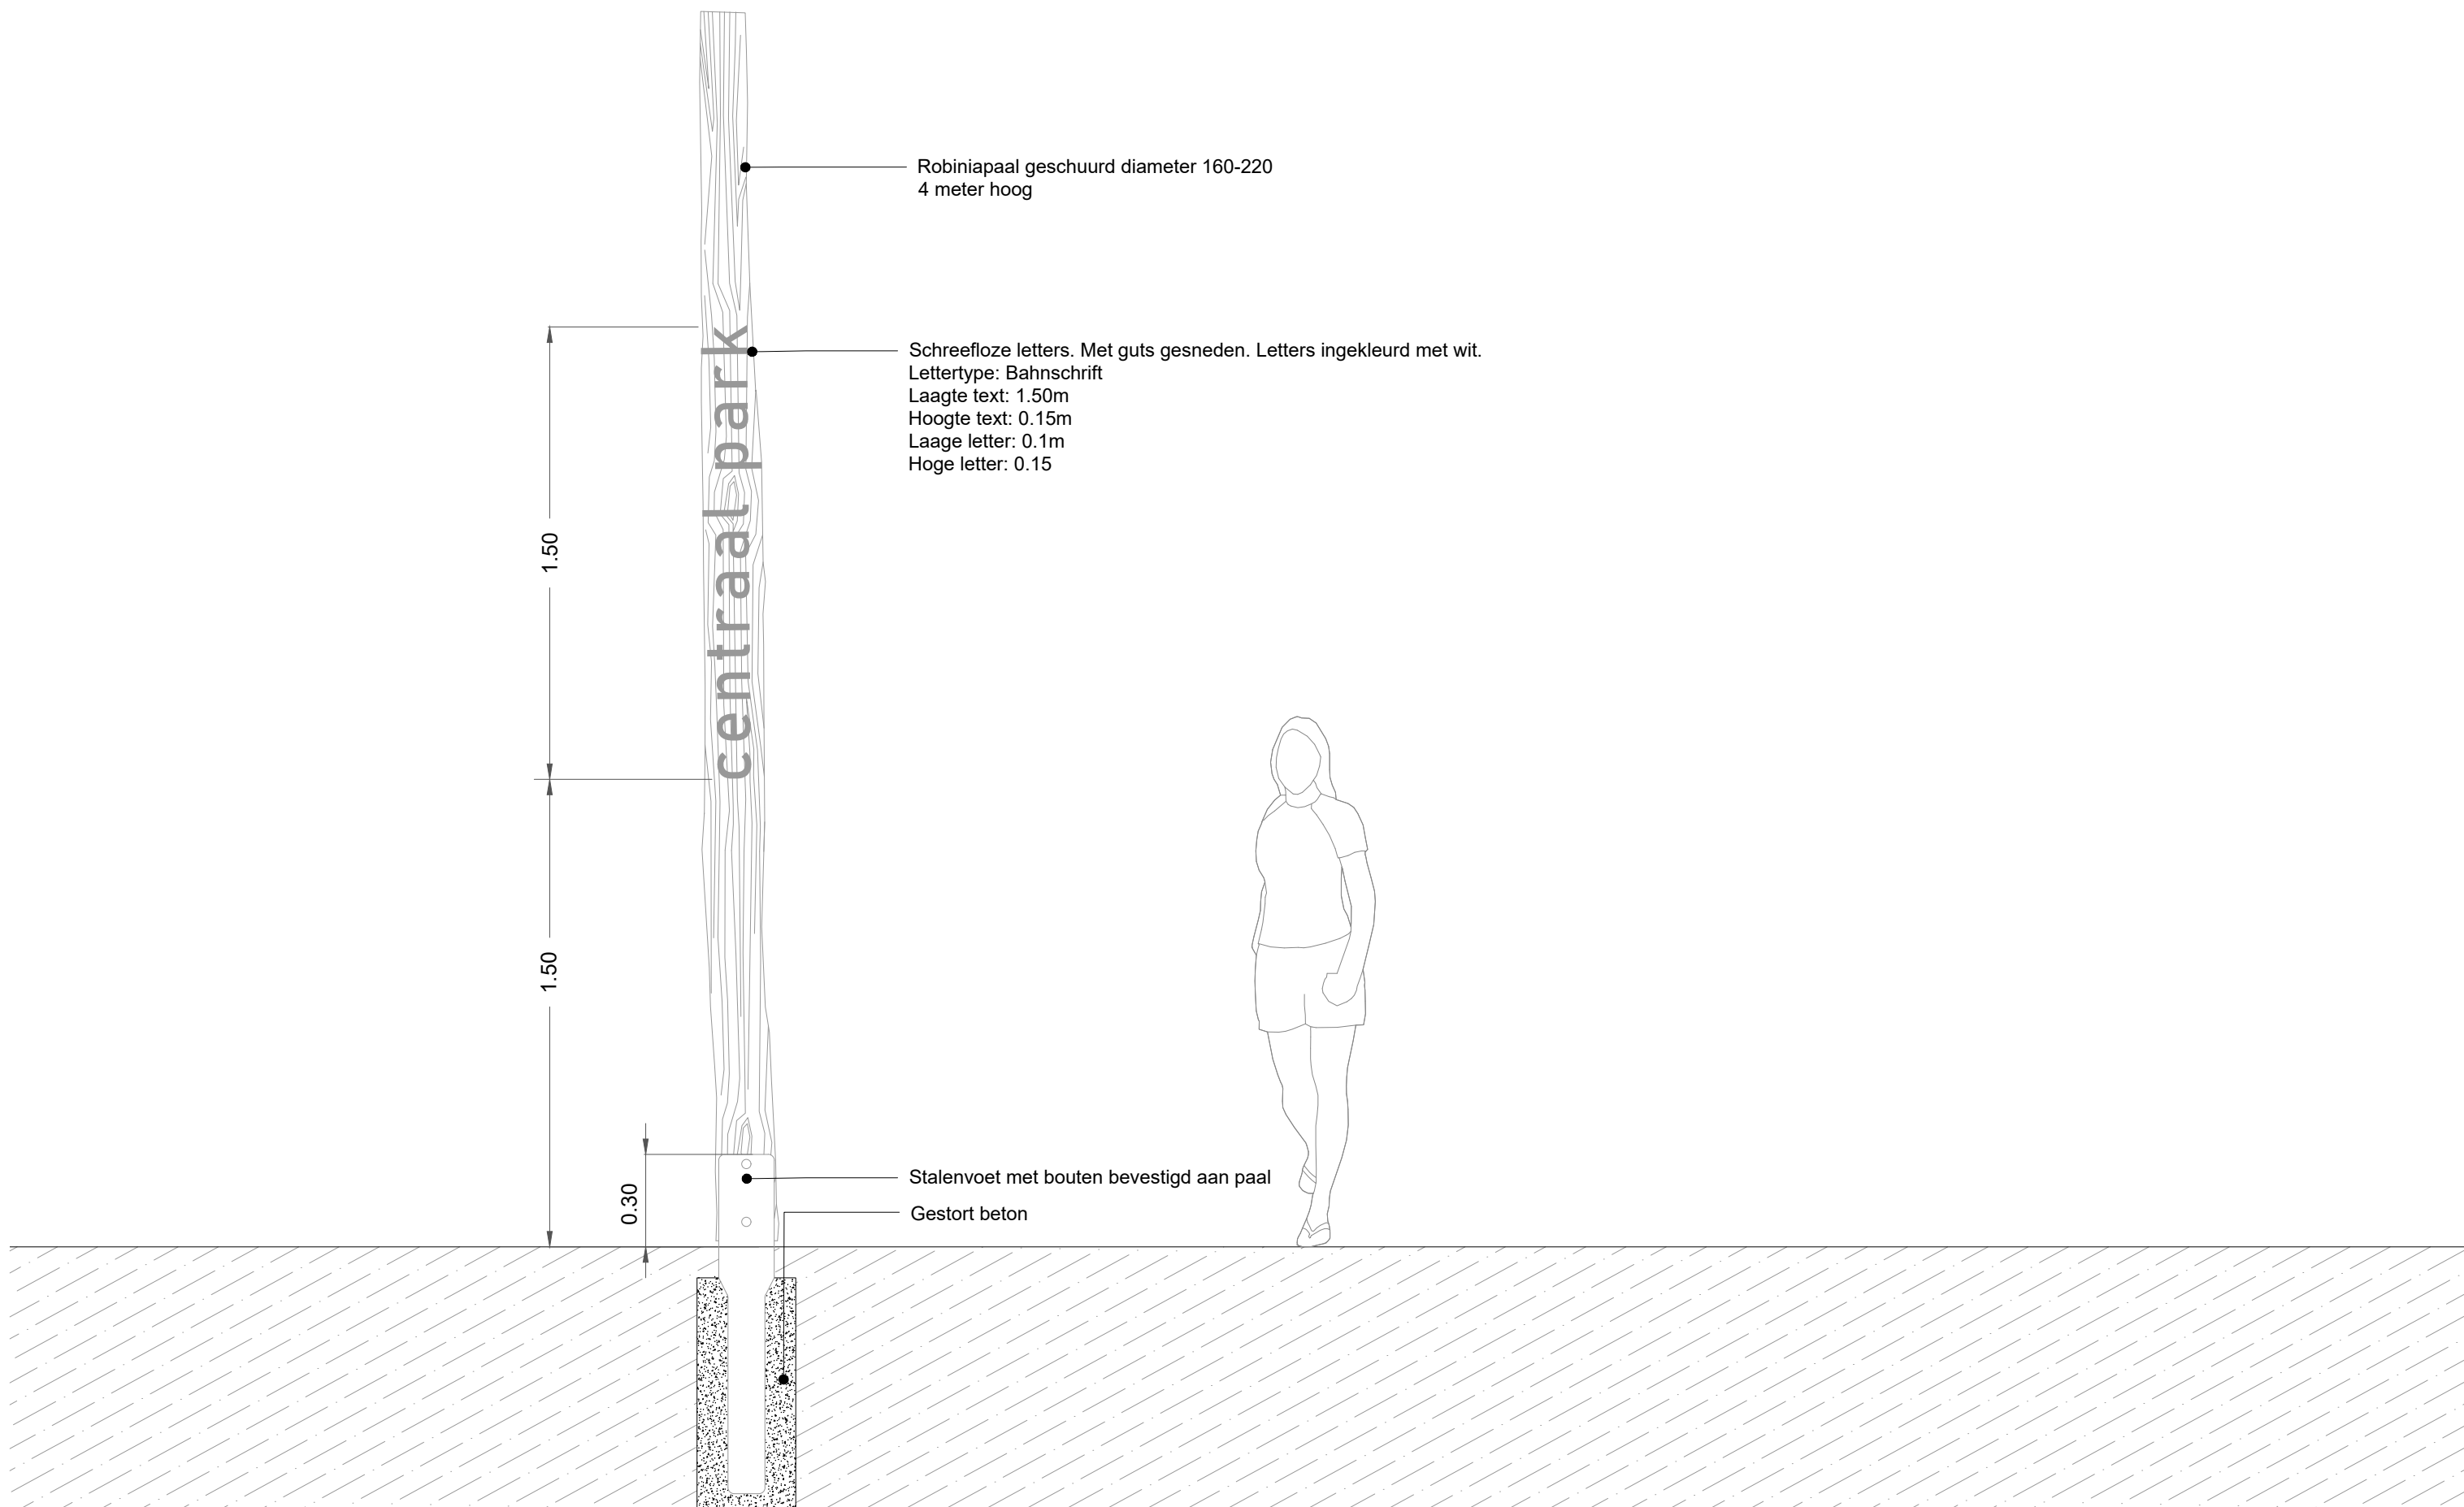 Robiniapaal geschuurd diameter 160-220
4 meter hoog
Schreefloze letters. Met guts gesneden. Letters ingekleurd met wit.
Lettertype: Bahnschrift
Laagte text: 1.50m
Hoogte text: 0.15m
Laage letter: 0.1m
Hoge letter: 0.15
centraal park
1.50
1.50
0.30
Stalenvoet met bouten bevestigd aan paal
Gestort beton